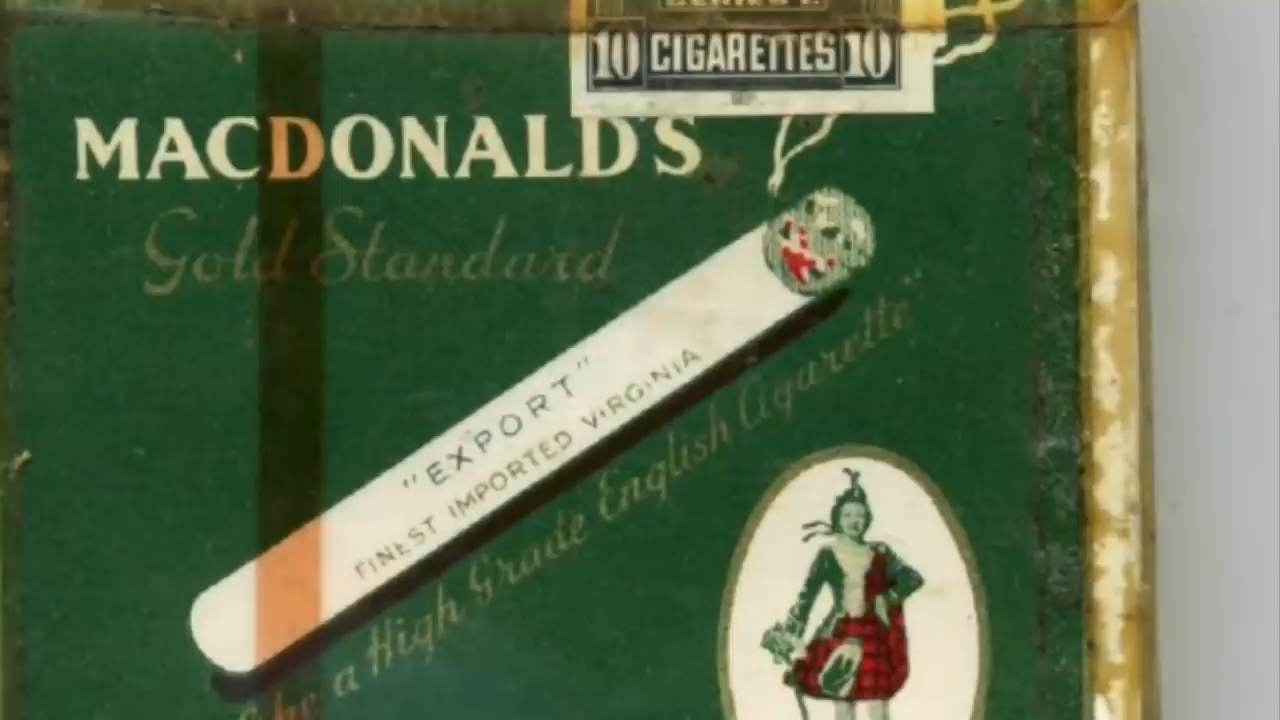 10 CIGARETTES 10
MACDONALD'S
Gold Standard
"EXPORT"
FINEST IMPORTED VIRGINIA
a High Grade English Cigarette"